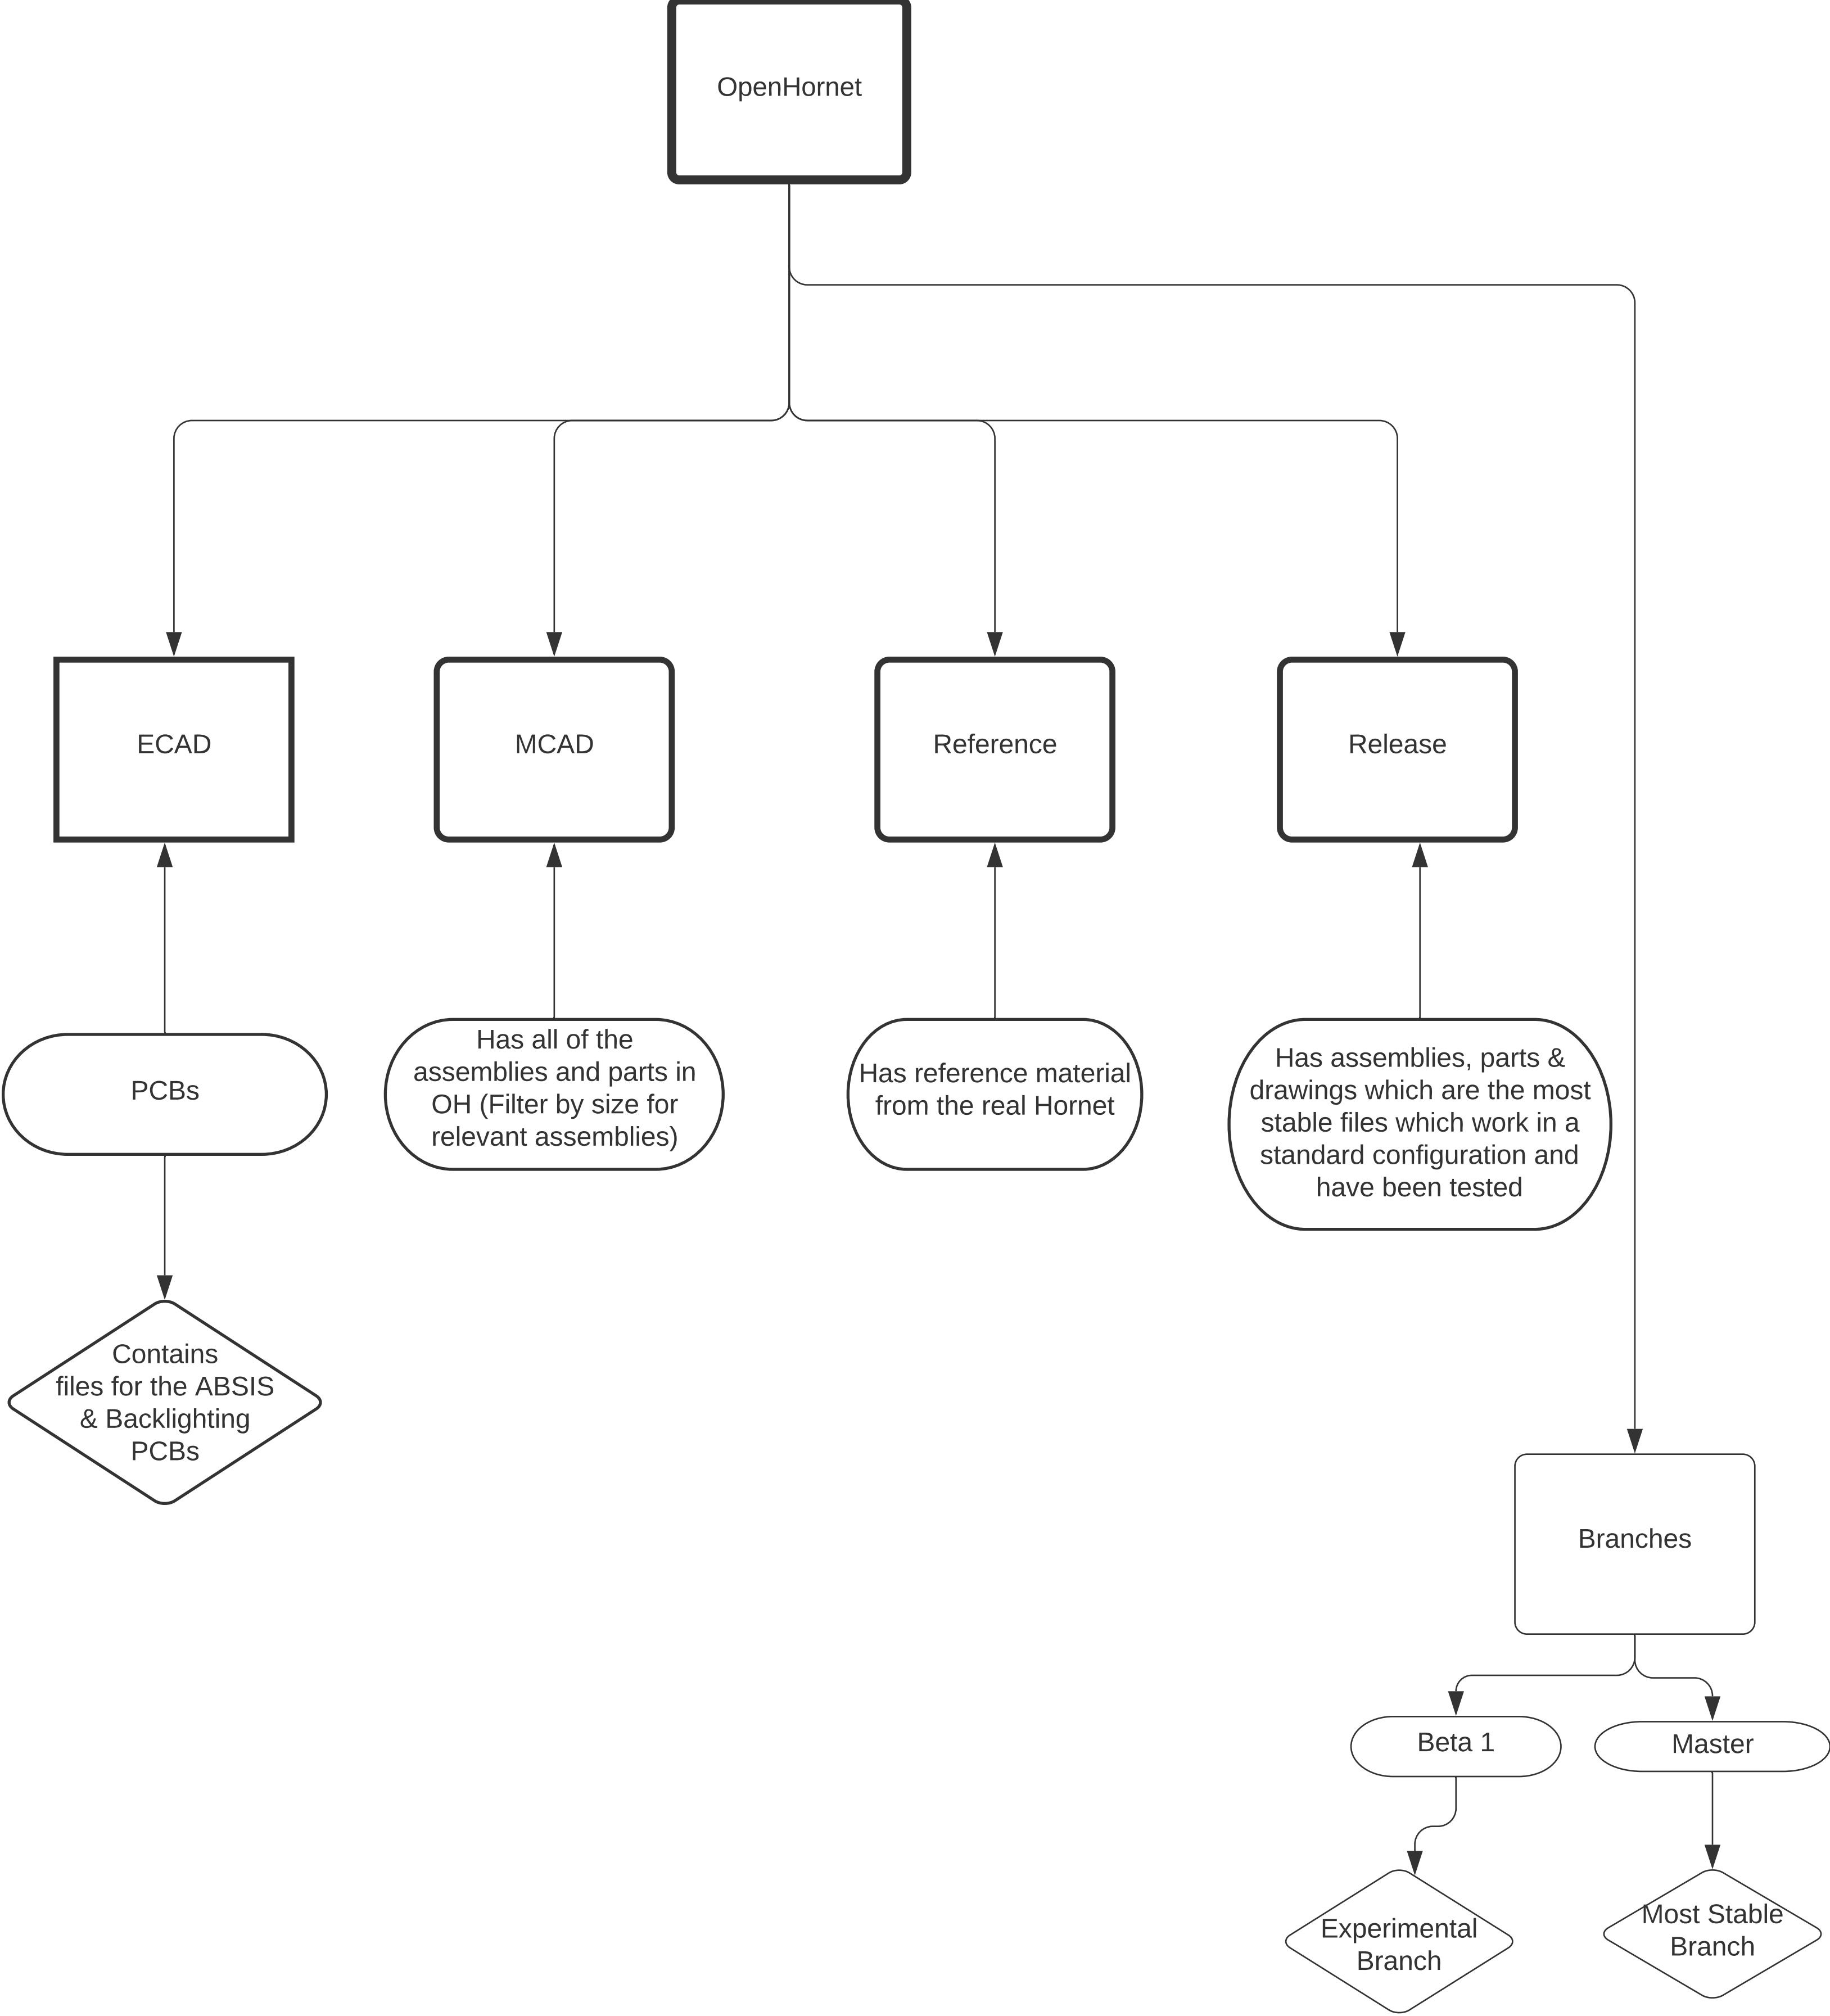 OpenHornet
ECAD
MCAD
Reference
Release
PCBs
Has all of the
assemblies and parts in
OH (Filter by size for
relevant assemblies)
Has reference material
from the real Hornet
Has assemblies, parts &
drawings which are the most
stable files which work in a
standard configuration and
have been tested
Contains
files for the ABSIS
& Backlighting
PCBs
Branches
Beta 1
Master
Experimental
Branch
Most Stable
Branch